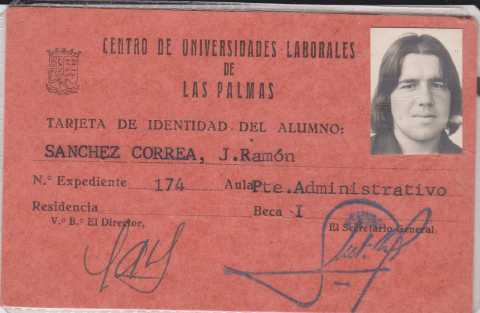 CENTRO DE UNIVERSIDADES LABORALES
DE
LAS PALMAS
TARJETA DE IDENTIDAD DEL ALUMNO:
SANCHEZ CORREA, J.Ramón
N.º Expediente 174 Aula Pte.Administrativo
Residencia Beca I
V.º B.º El Director, El Secretario General